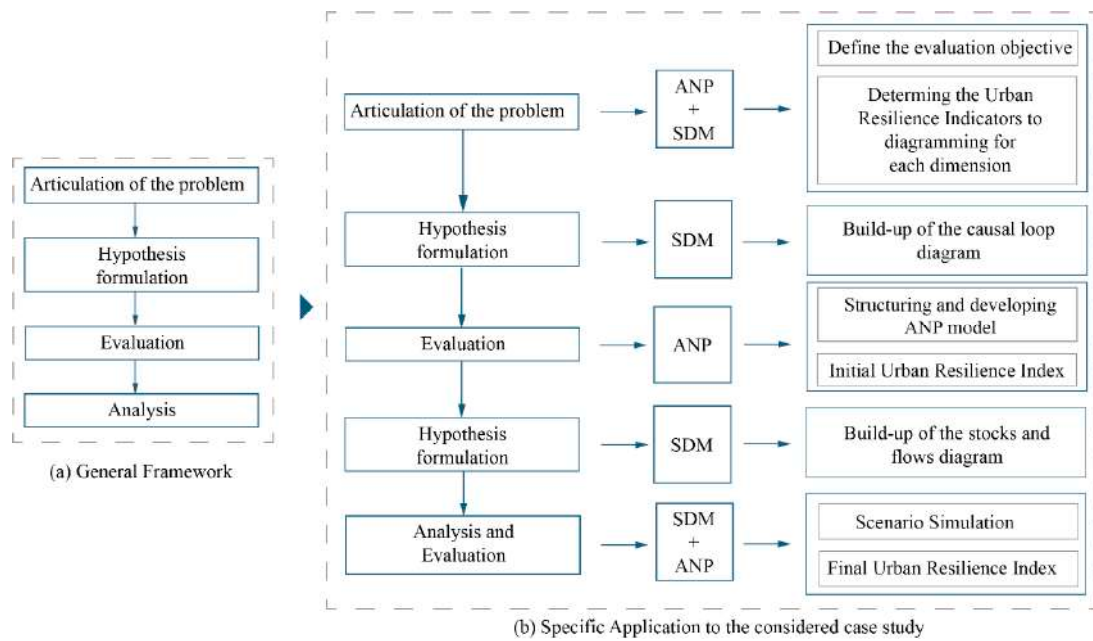 Articulation of the problem
Hypothesis
formulation
Evaluation
Analysis
(a) General Framework
Articulation of the problem
ANP
+
SDM
Define the evaluation objective
Determing the Urban
Resilience Indicators to
diagramming for
each dimension
Hypothesis
formulation
SDM
Build-up of the causal loop
diagram
Evaluation
ANP
Structuring and developing
ANP model
Initial Urban Resilience Index
Hypothesis
formulation
SDM
Build-up of the stocks and
flows diagram
Analysis and
Evaluation
SDM
+
ANP
Scenario Simulation
Final Urban Resilience Index
(b) Specific Application to the considered case study